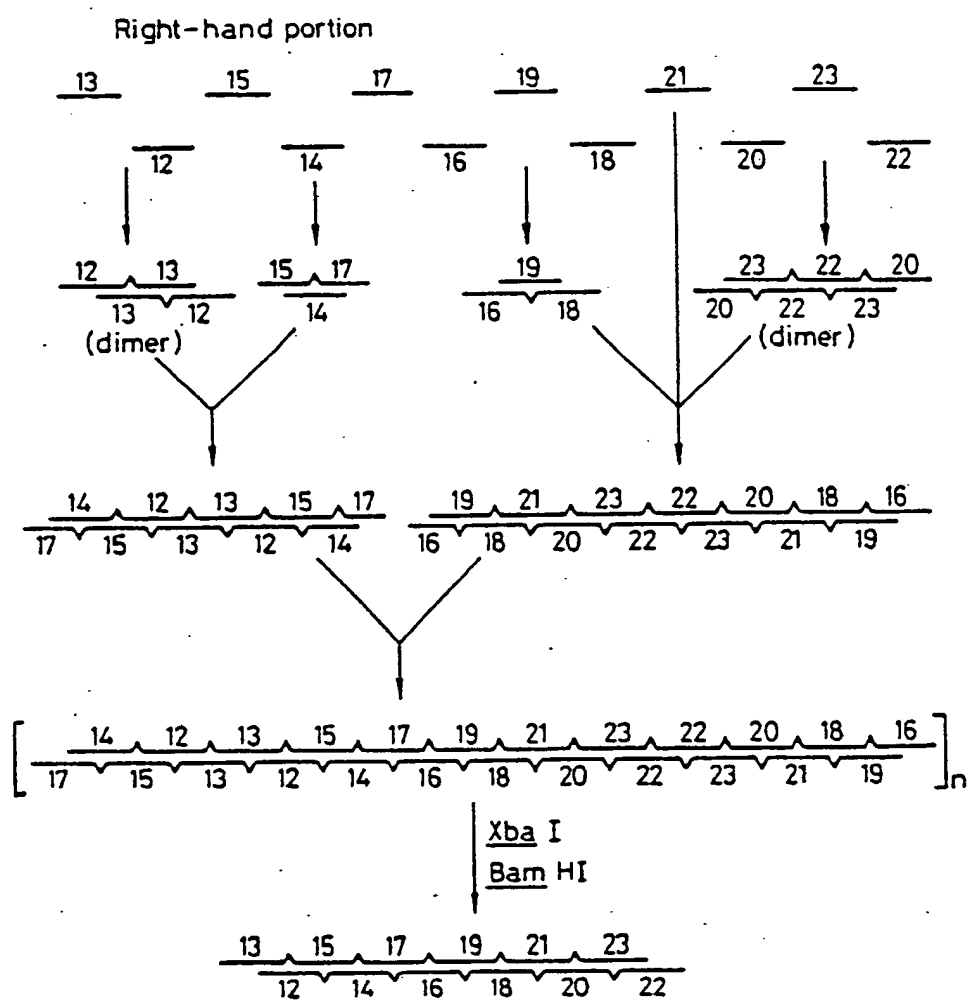 Right-hand portion
13 15 17 19 21 23
12 14 16 18 20 22
12 13 15 17 19 23 22 20
13 12 14 16 18 20 22 23
(dimer) (dimer)
14 12 13 15 17 19 21 23 22 20 18 16
17 15 13 12 14 16 18 20 22 23 21 19
[ 14 12 13 15 17 19 21 23 22 20 18 16 ]n
17 15 13 12 14 16 18 20 22 23 21 19
Xba I
Bam HI
13 15 17 19 21 23
12 14 16 18 20 22